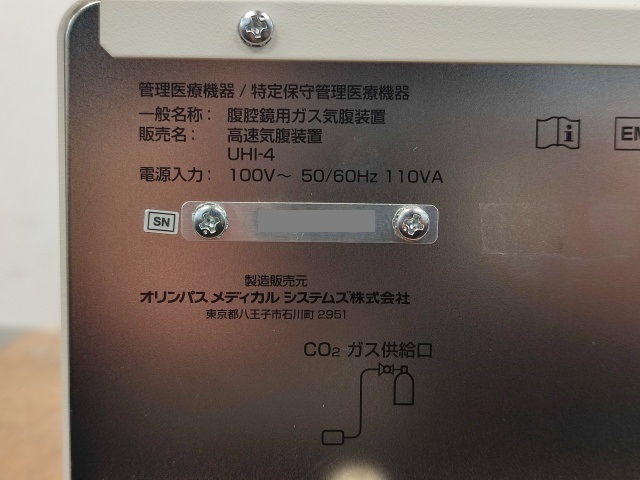 管理医療機器 / 特定保守管理医療機器
一般名称： 腹腔鏡用ガス気腹装置
販売名： 高速気腹装置
UHI-4
電源入力： 100V～ 50/60Hz 110VA
SN
製造販売元
オリンパス メディカル システムズ株式会社
東京都八王子市石川町 2951
CO2 ガス供給口
i
EM